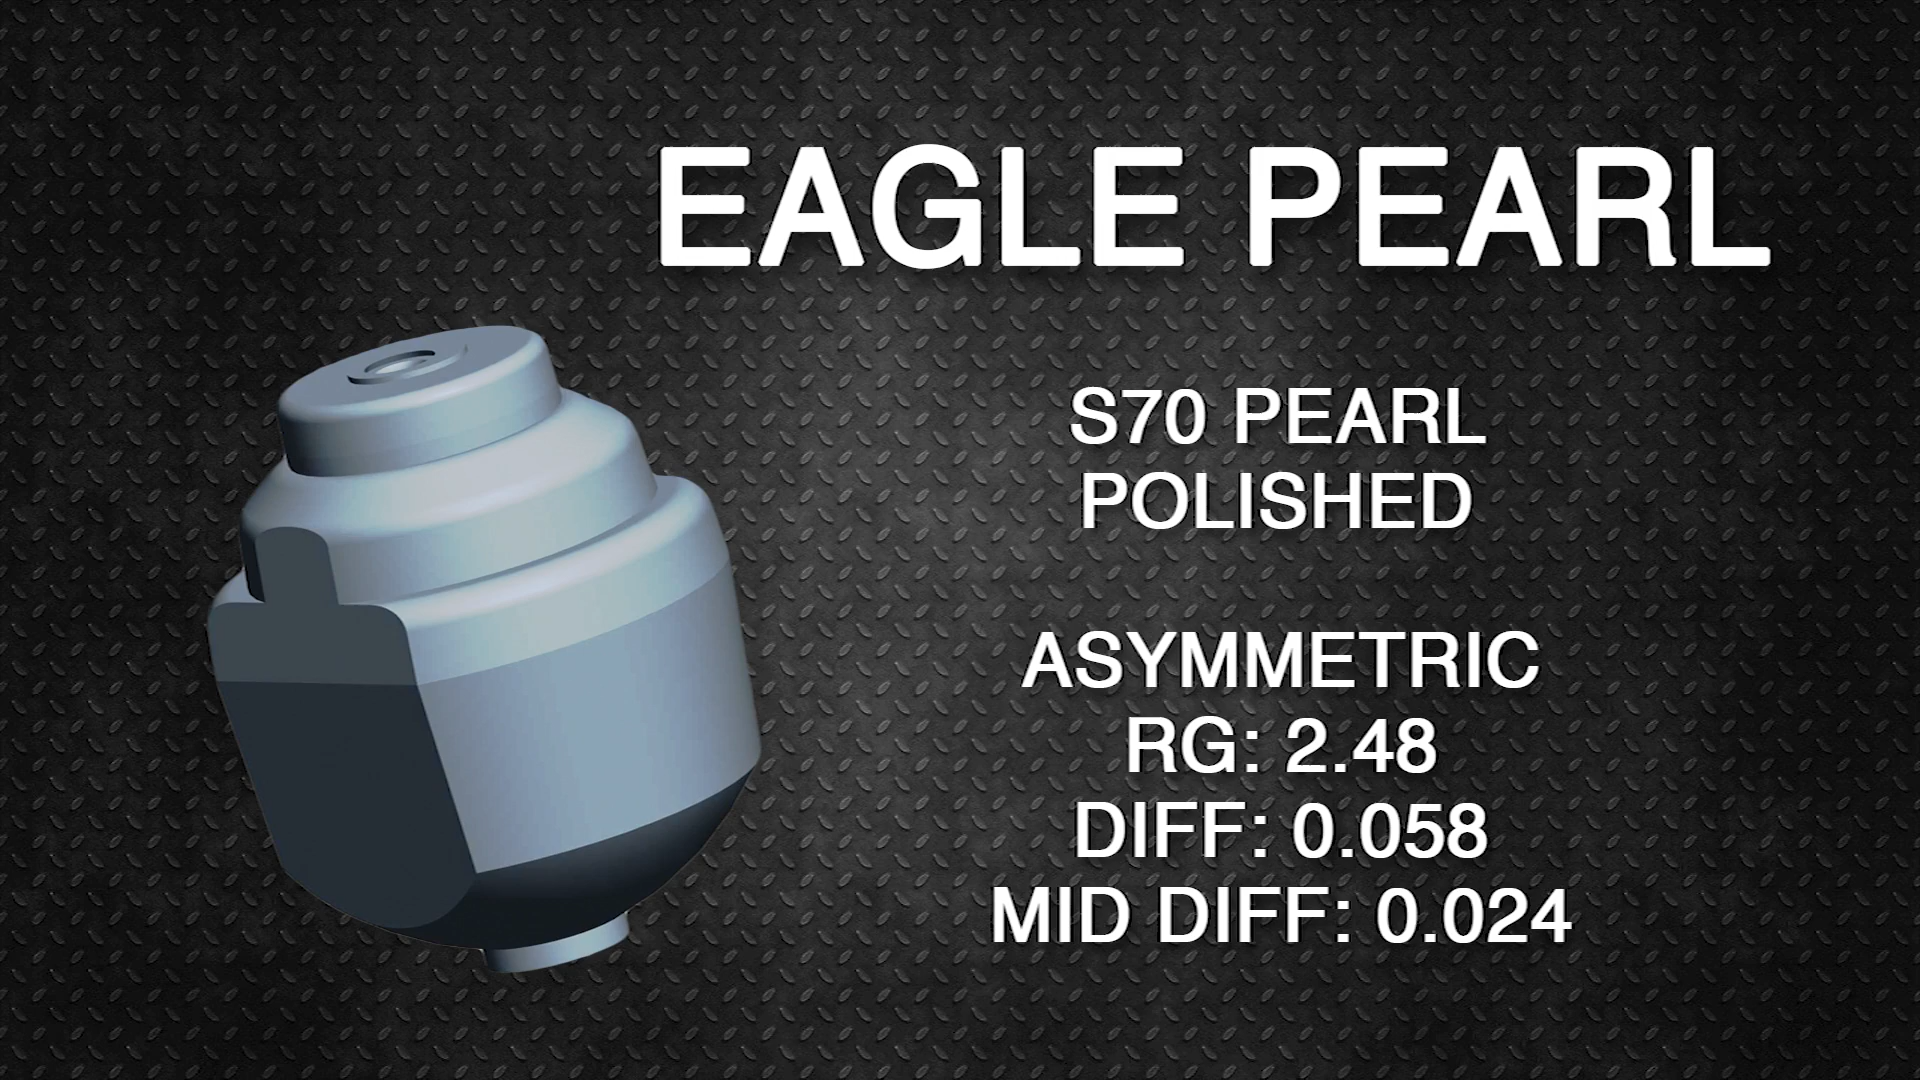 EAGLE PEARL
S70 PEARL
POLISHED
ASYMMETRIC
RG: 2.48
DIFF: 0.058
MID DIFF: 0.024